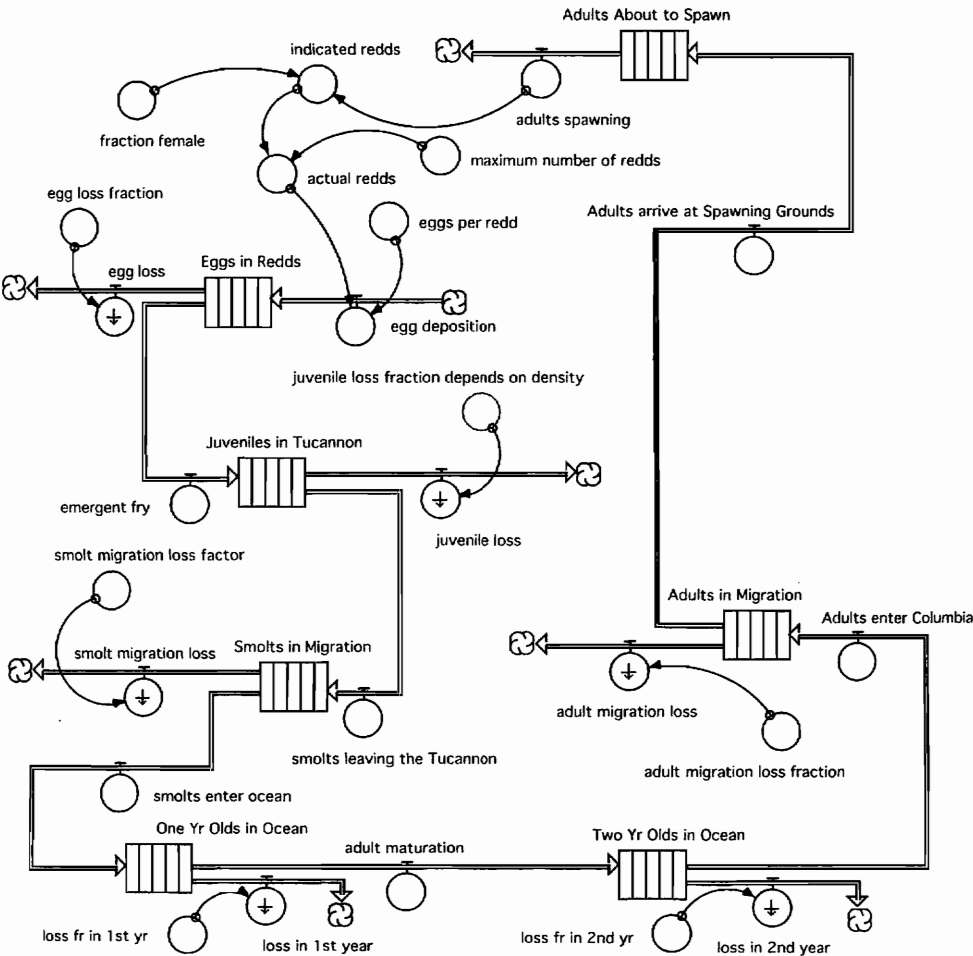 Adults About to Spawn
indicated redds
adults spawning
fraction female
maximum number of redds
actual redds
egg loss fraction
eggs per redd
Adults arrive at Spawning Grounds
egg loss
Eggs in Redds
egg deposition
juvenile loss fraction depends on density
Juveniles in Tucannon
emergent fry
juvenile loss
smolt migration loss factor
Adults in Migration
Adults enter Columbia
smolt migration loss
Smolts in Migration
adult migration loss
smolts leaving the Tucannon
adult migration loss fraction
smolts enter ocean
One Yr Olds in Ocean
adult maturation
Two Yr Olds in Ocean
loss fr in 1st yr
loss in 1st year
loss fr in 2nd yr
loss in 2nd year